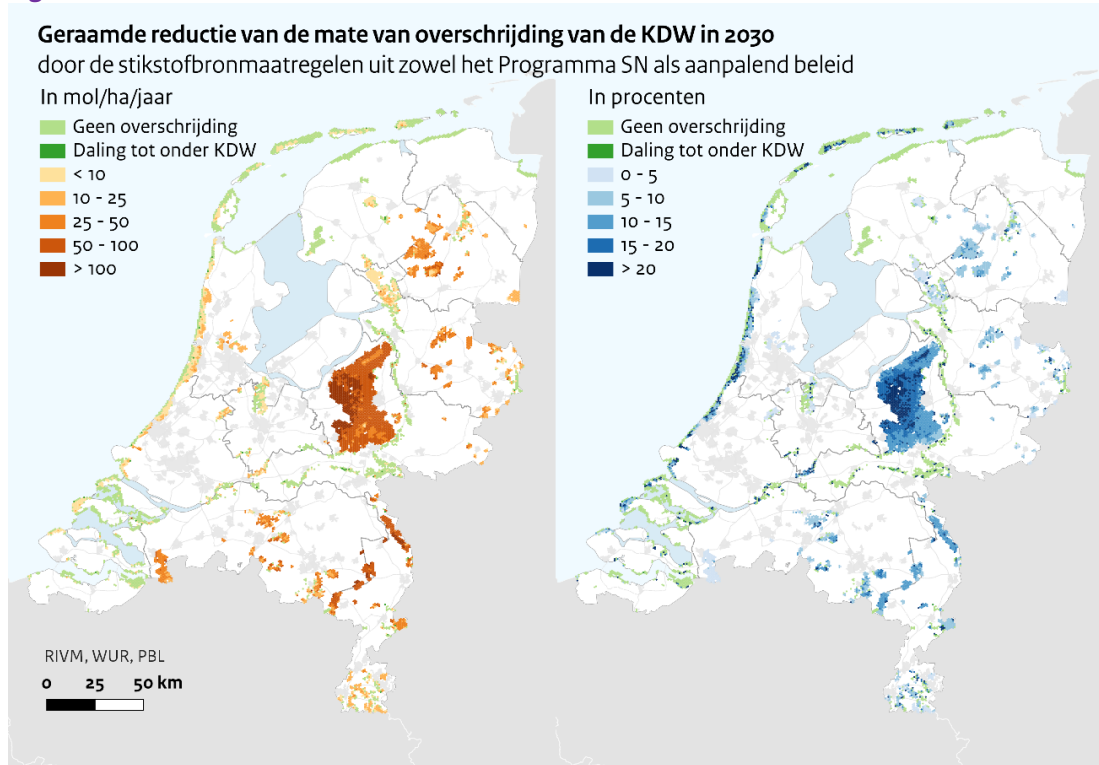 Geraamde reductie van de mate van overschrijding van de KDW in 2030
door de stikstofbronmaatregelen uit zowel het Programma SN als aanpalend beleid
In mol/ha/jaar
Geen overschrijding
Daling tot onder KDW
< 10
10 - 25
25 - 50
50 - 100
> 100
In procenten
Geen overschrijding
Daling tot onder KDW
0 - 5
5 - 10
10 - 15
15 - 20
> 20
RIVM, WUR, PBL
0 25 50 km